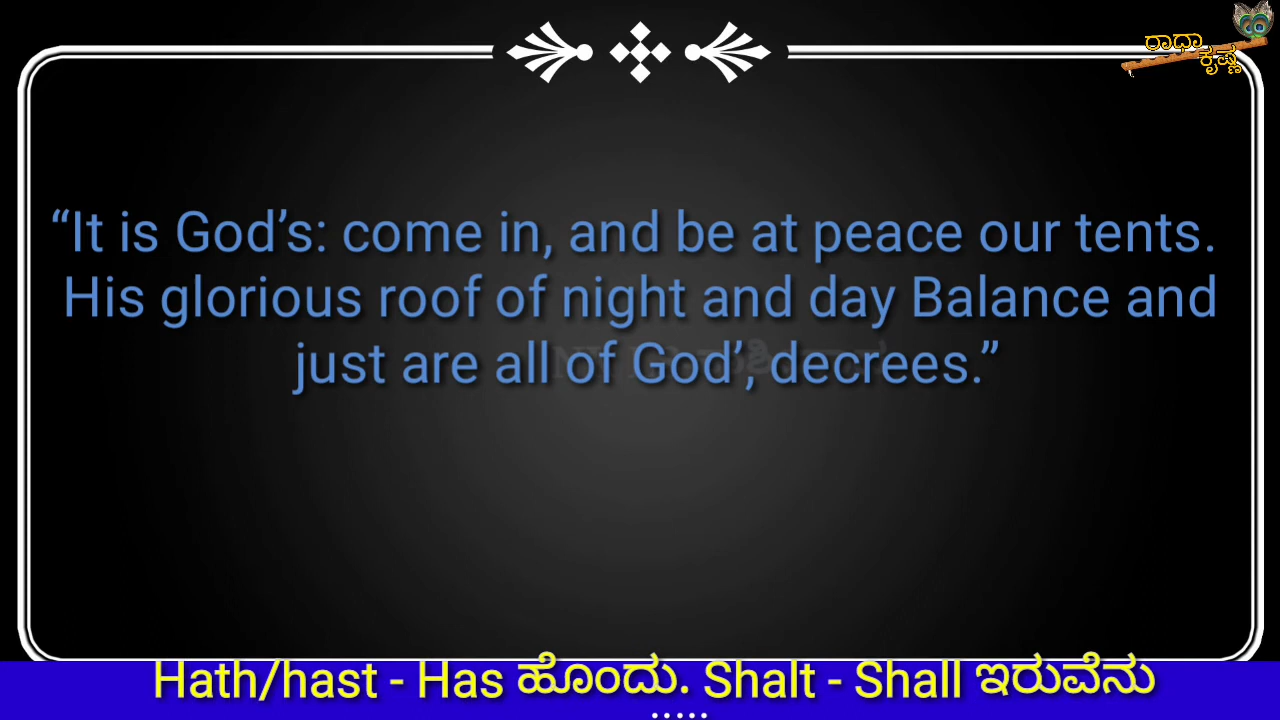 ರಾಧಾ
ಕೃಷ್ಣ
“It is God’s: come in, and be at peace our tents.
His glorious roof of night and day Balance and
just are all of God’, decrees.”
Hath/hast - Has ಹೊಂದು. Shalt - Shall ಇರುವೆನು
.....